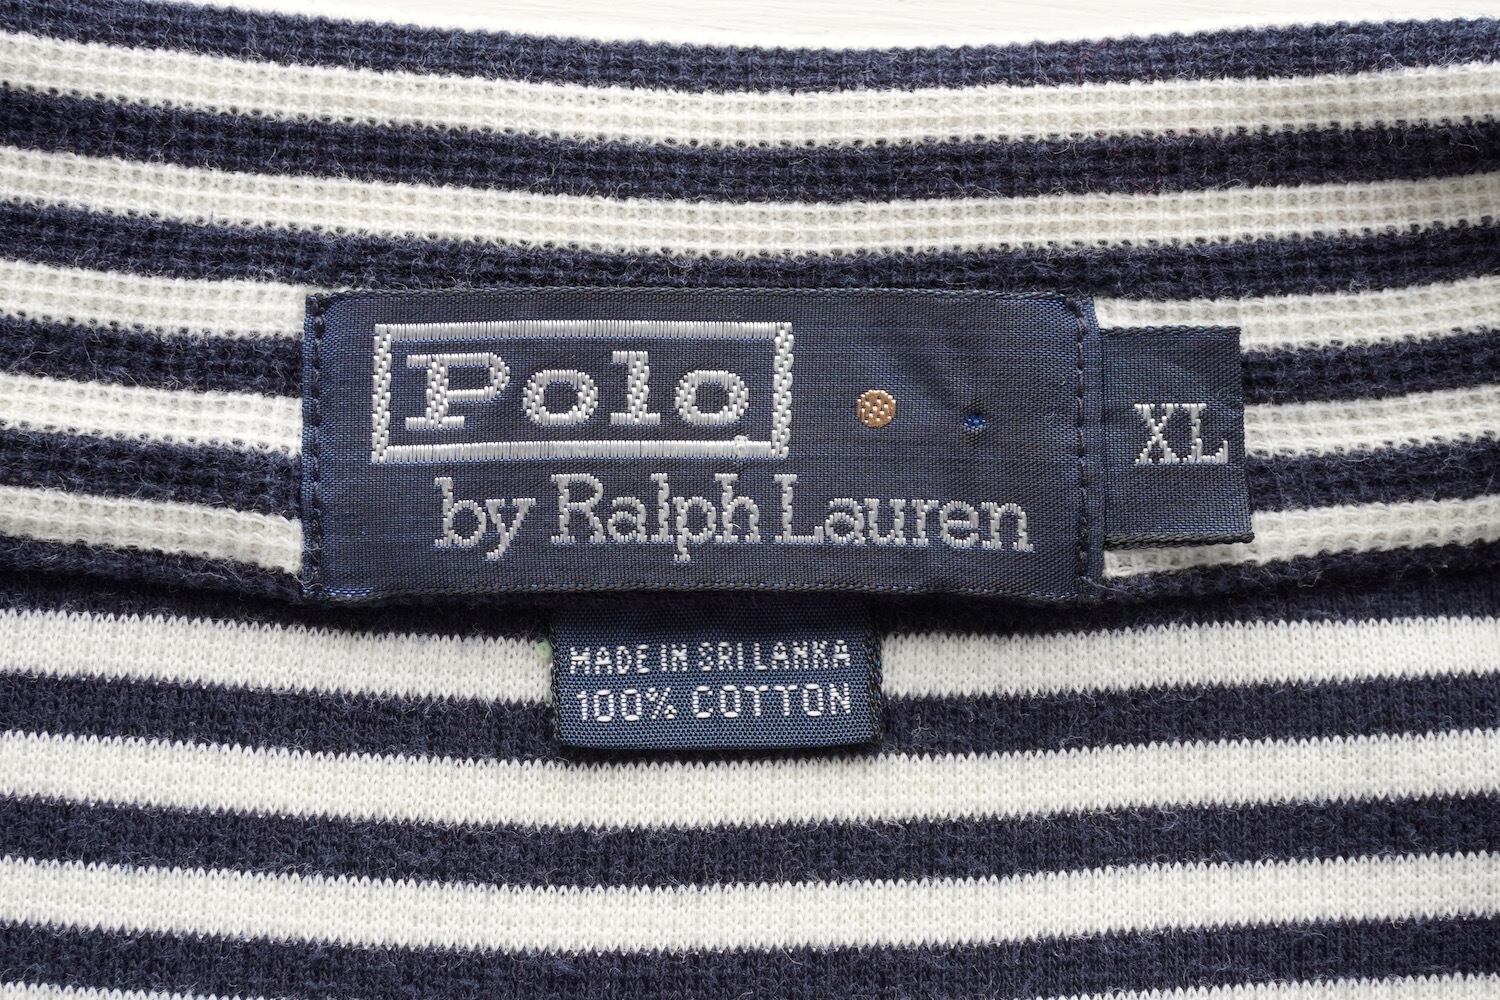 Polo
by Ralph Lauren
XL
MADE IN SRI LANKA
100% COTTON